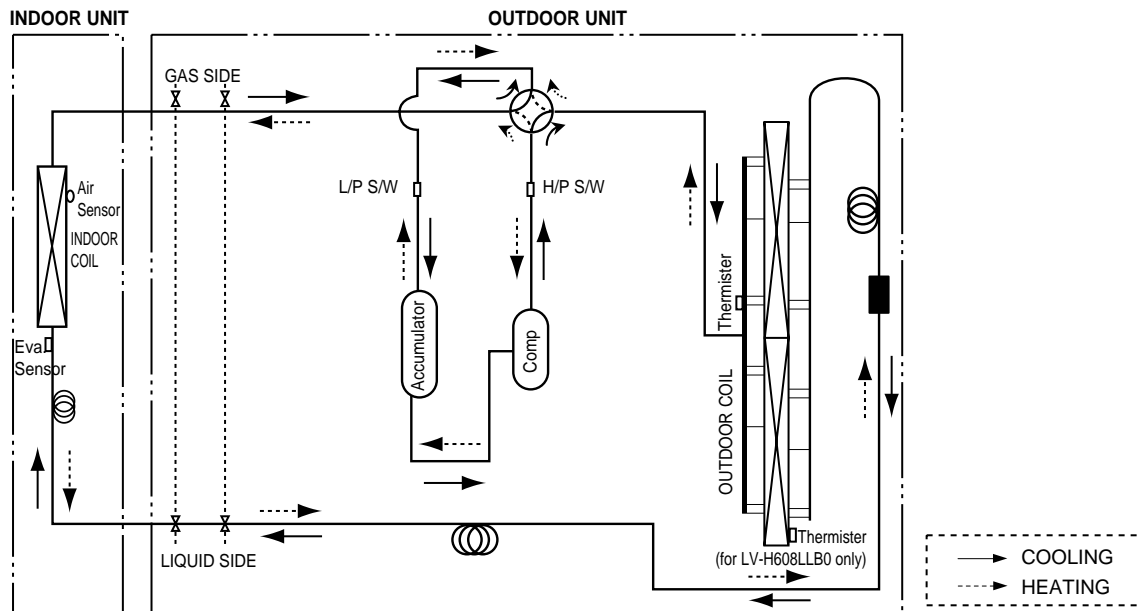 INDOOR UNIT
OUTDOOR UNIT
GAS SIDE
L/P S/W
H/P S/W
Air
Sensor
INDOOR
COIL
Thermister
Accumulator
Comp
Eva.
Sensor
OUTDOOR COIL
LIQUID SIDE
Thermister
(for LV-H608LLB0 only)
COOLING
HEATING